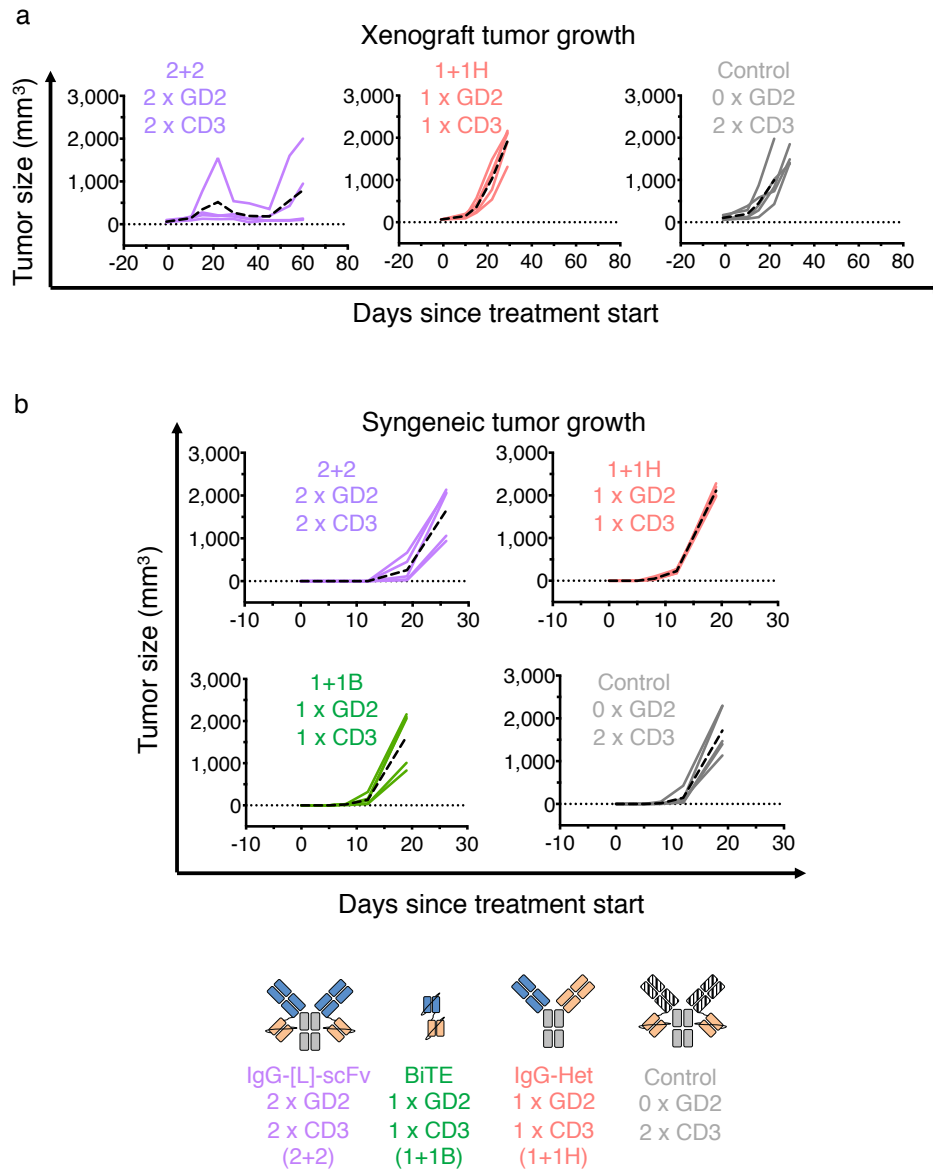 a
Xenograft tumor growth
Tumor size (mm³)
2+2
2 x GD2
2 x CD3
3,000
2,000
1,000
0
-20 0 20 40 60 80
1+1H
1 x GD2
1 x CD3
3,000
2,000
1,000
0
-20 0 20 40 60 80
Control
0 x GD2
2 x CD3
3,000
2,000
1,000
0
-20 0 20 40 60 80
Days since treatment start
b
Syngeneic tumor growth
Tumor size (mm³)
2+2
2 x GD2
2 x CD3
3,000
2,000
1,000
0
-10 0 10 20 30
1+1H
1 x GD2
1 x CD3
3,000
2,000
1,000
0
-10 0 10 20 30
1+1B
1 x GD2
1 x CD3
3,000
2,000
1,000
0
-10 0 10 20 30
Control
0 x GD2
2 x CD3
3,000
2,000
1,000
0
-10 0 10 20 30
Days since treatment start
IgG-[L]-scFv
2 x GD2
2 x CD3
(2+2)
BiTE
1 x GD2
1 x CD3
(1+1B)
IgG-Het
1 x GD2
1 x CD3
(1+1H)
Control
0 x GD2
2 x CD3